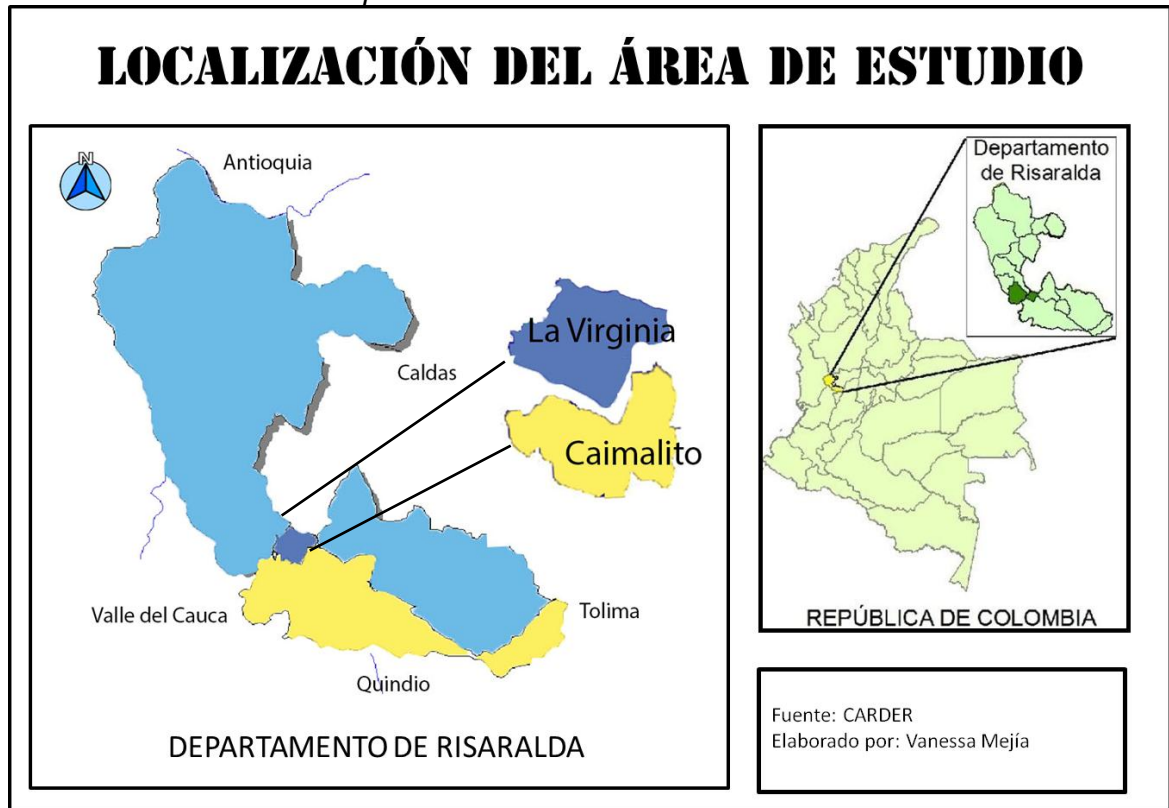 LOCALIZACIÓN DEL ÁREA DE ESTUDIO
N
Antioquia
La Virginia
Caldas
Caimalito
Valle del Cauca
Tolima
Quindio
DEPARTAMENTO DE RISARALDA
Departamento
de Risaralda
REPÚBLICA DE COLOMBIA
Fuente: CARDER
Elaborado por: Vanessa Mejía